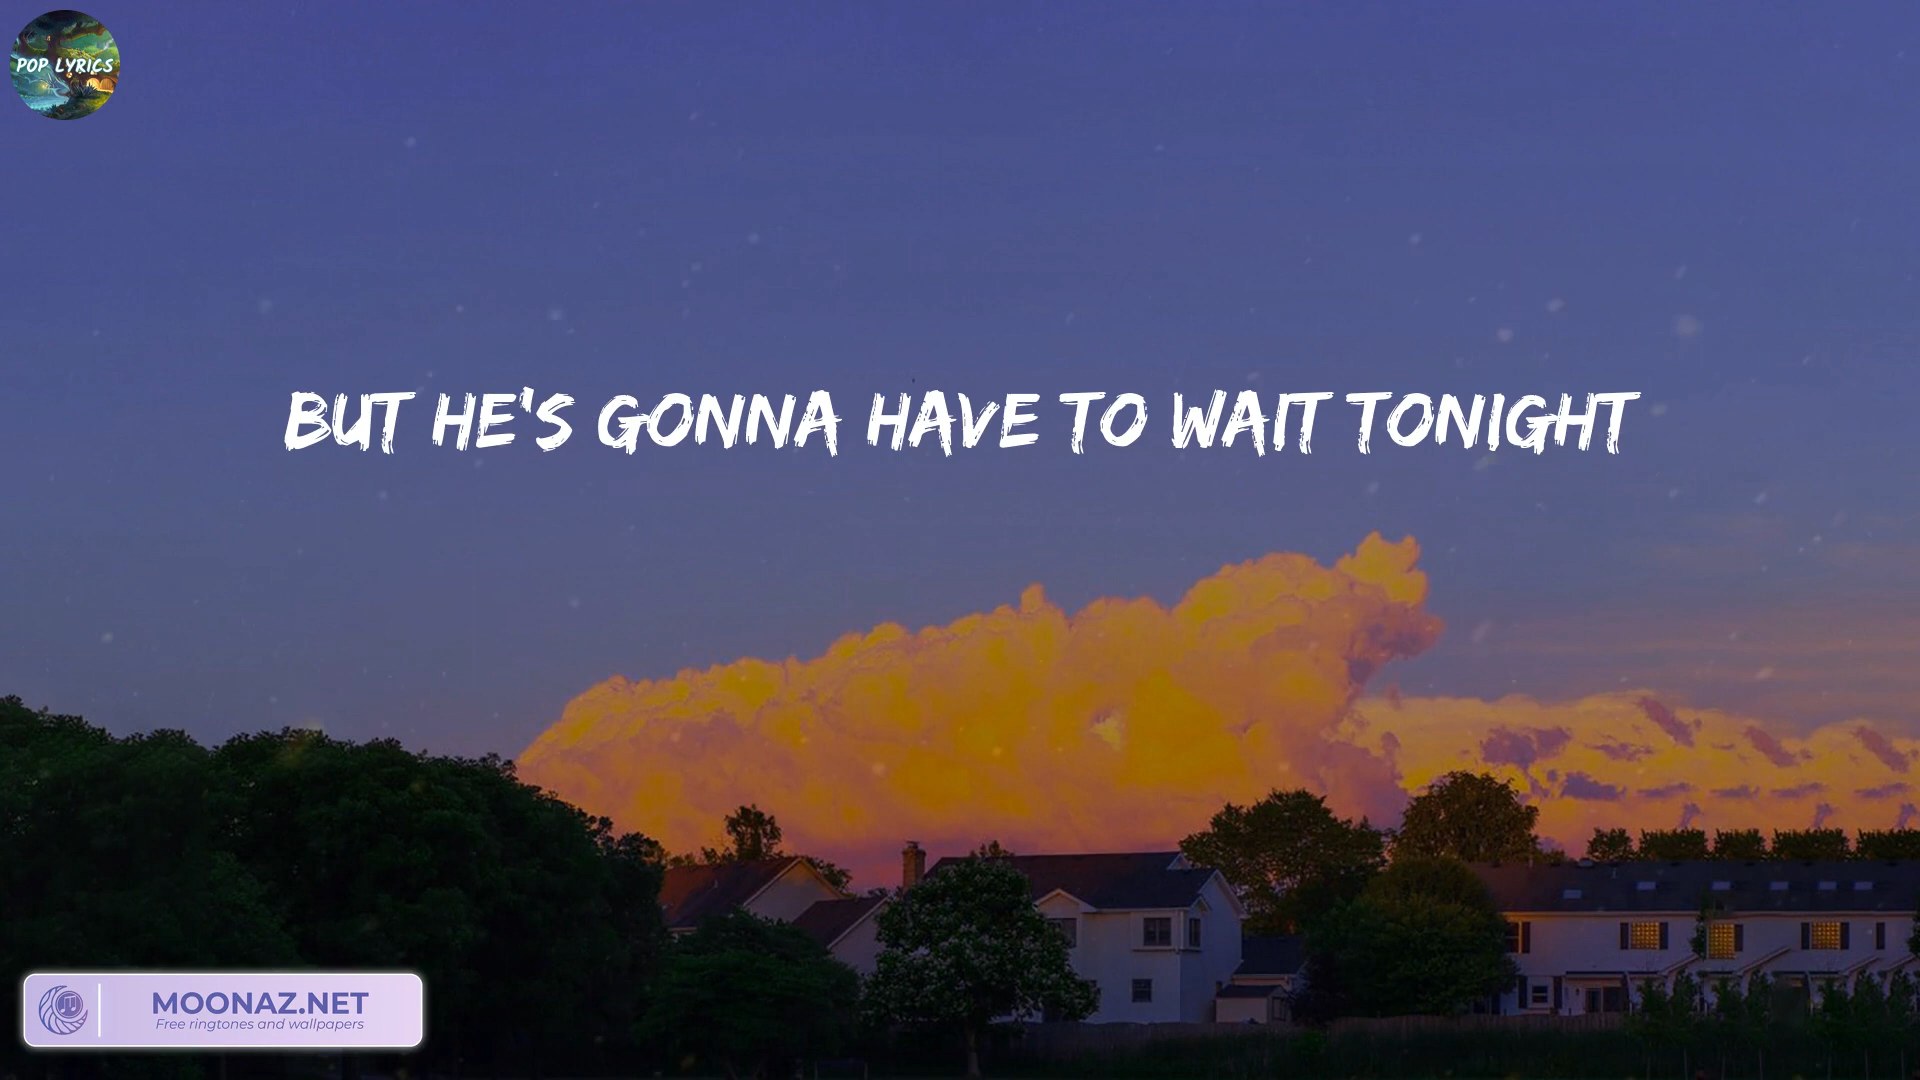 POP LYRICS
BUT HE'S GONNA HAVE TO WAIT TONIGHT
MOONAZ.NET
Free ringtones and wallpapers